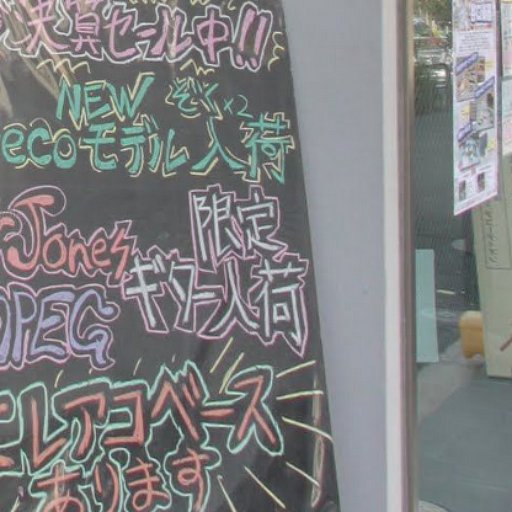 決算セール中!!
NEW ぞくぞく×2
ecoモデル入荷
Jones 限定
ギター入荷
OPEG
エレアコベース
あります